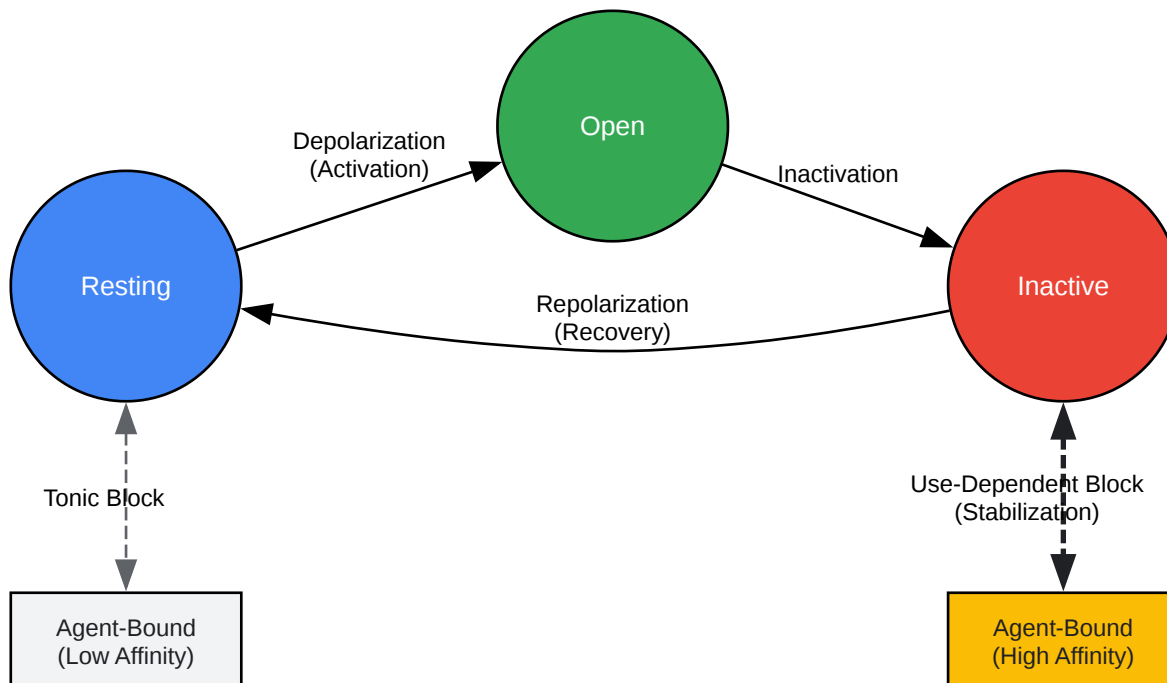 Open
Depolarization
(Activation)
Inactivation
Resting
Inactive
Repolarization
(Recovery)
Tonic Block
Use-Dependent Block
(Stabilization)
Agent-Bound
(Low Affinity)
Agent-Bound
(High Affinity)